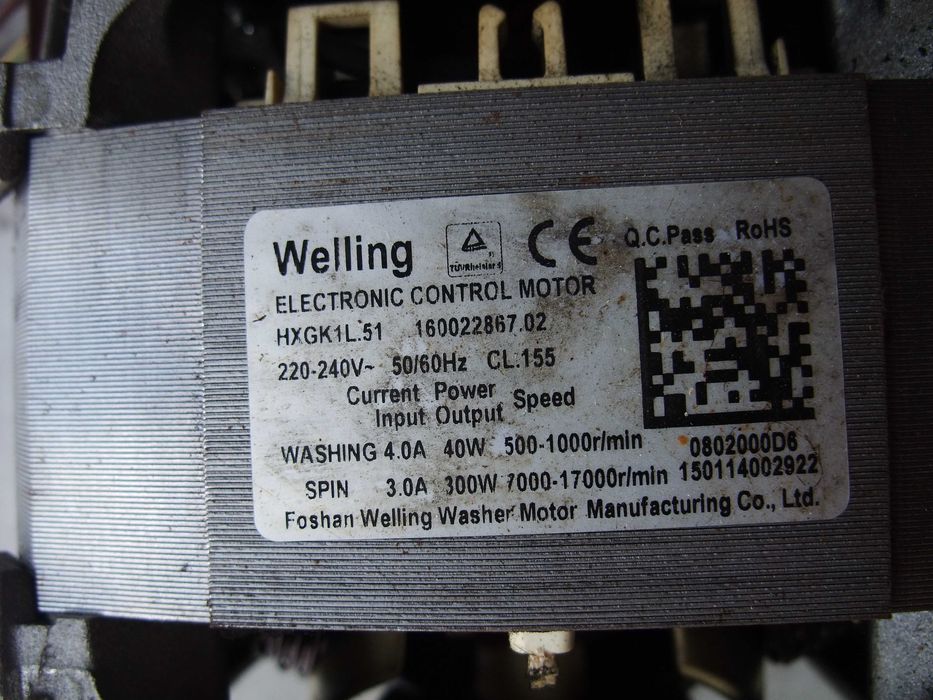 Welling
Q.C.Pass RoHS
ELECTRONIC CONTROL MOTOR
HXGK1L.51 160022867.02
220-240V~ 50/60Hz CL.155
Current Power
Input Output Speed
WASHING 4.0A 40W 500-1000r/min
0802000D6
SPIN 3.0A 300W 7000-17000r/min
150114002922
Foshan Welling Washer Motor Manufacturing Co., Ltd.